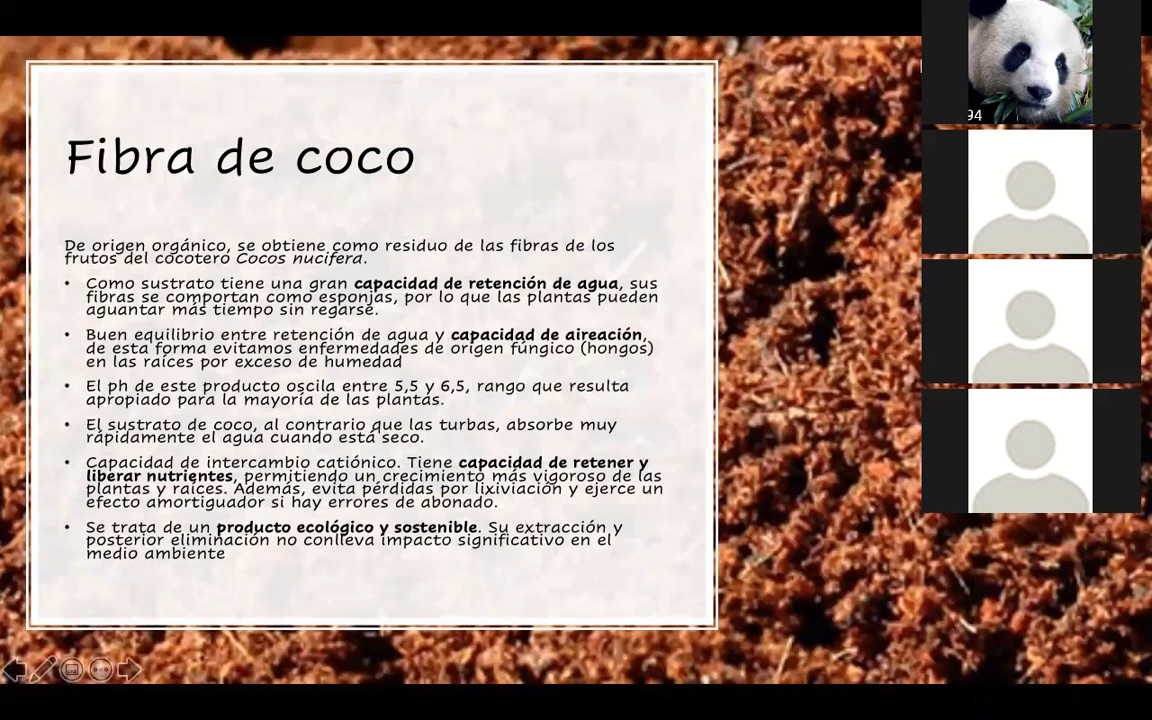 94
Fibra de coco
De origen orgánico, se obtiene como residuo de las fibras de los
frutos del cocotero Cocos nucifera.
• Como sustrato tiene una gran capacidad de retención de agua, sus
fibras se comportan como esponjas, por lo que las plantas pueden
aguantar más tiempo sin regarse.
• Buen equilibrio entre retención de agua y capacidad de aireación,
de esta forma evitamos enfermedades de origen fúngico (hongos)
en las raíces por exceso de humedad
• El ph de este producto oscila entre 5,5 y 6,5, rango que resulta
apropiado para la mayoría de las plantas.
• El sustrato de coco, al contrario que las turbas, absorbe muy
rápidamente el agua cuando está seco.
• Capacidad de intercambio catiónico. Tiene capacidad de retener y
liberar nutrientes, permitiendo un crecimiento más vigoroso de las
plantas y raíces. Además, evita pérdidas por lixiviación y ejerce un
efecto amortiguador si hay errores de abonado.
• Se trata de un producto ecológico y sostenible. Su extracción y
posterior eliminación no conlleva impacto significativo en el
medio ambiente